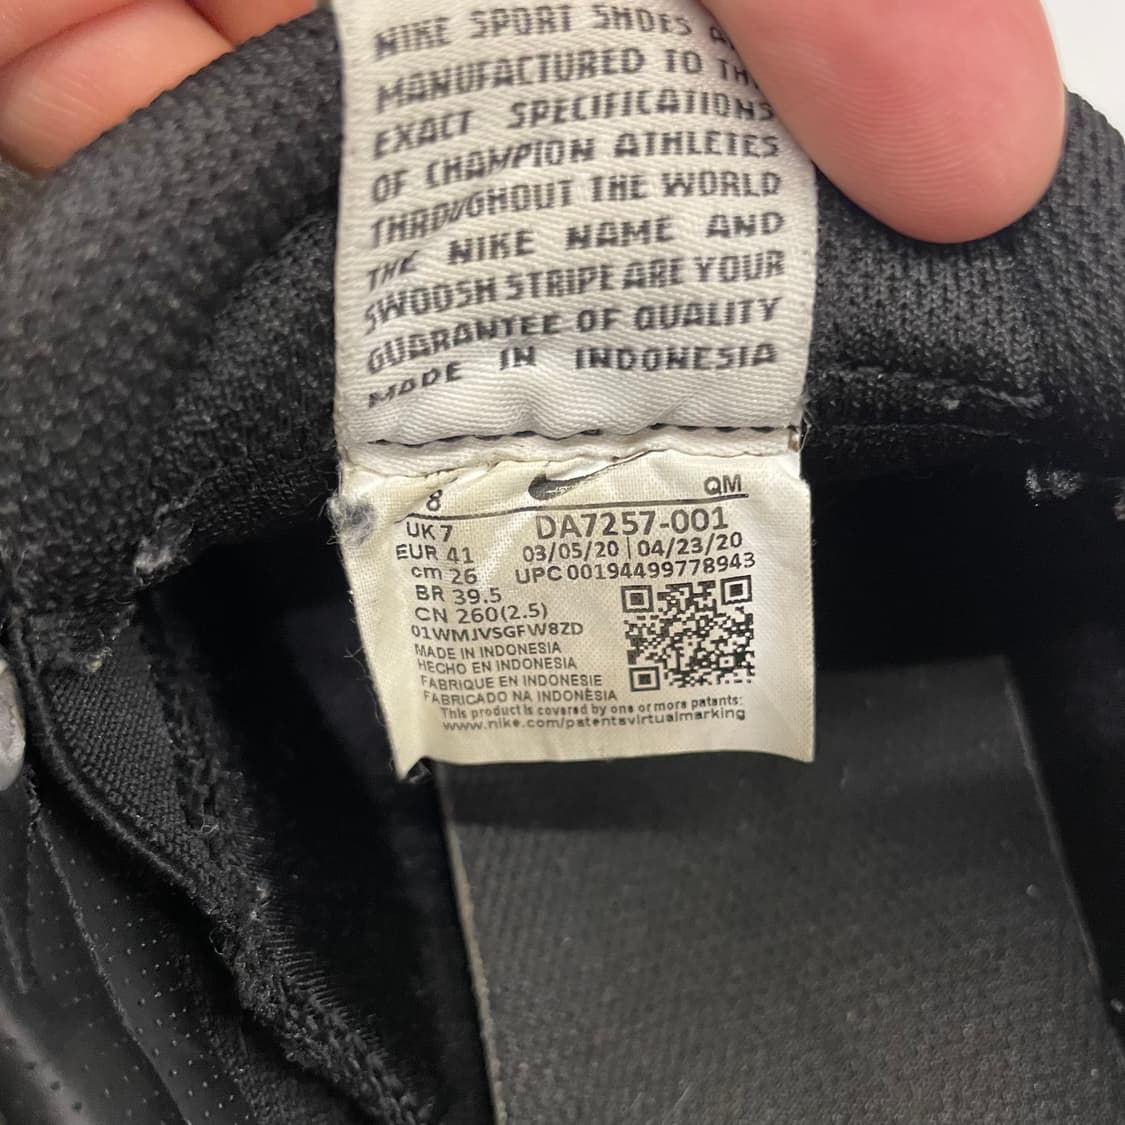 NIKE SPORT SHOES
MANUFACTURED TO THE
EXACT SPECIFICATIONS
OF CHAMPION ATHLETES
THROUGHOUT THE WORLD
THE NIKE NAME AND
SWOOSH STRIPE ARE YOUR
GUARANTEE OF QUALITY
MADE IN INDONESIA
8 QM
UK 7 DA7257-001
EUR 41 03/05/20 | 04/23/20
cm 26 UPC 00194499778943
BR 39.5
CN 260(2.5)
01WMJVSGFW8ZD
MADE IN INDONESIA
HECHO EN INDONESIA
FABRIQUE EN INDONESIE
FABRICADO NA INDONÉSIA
This product is covered by one or more patents:
www.nike.com/patentsvirtualmarking